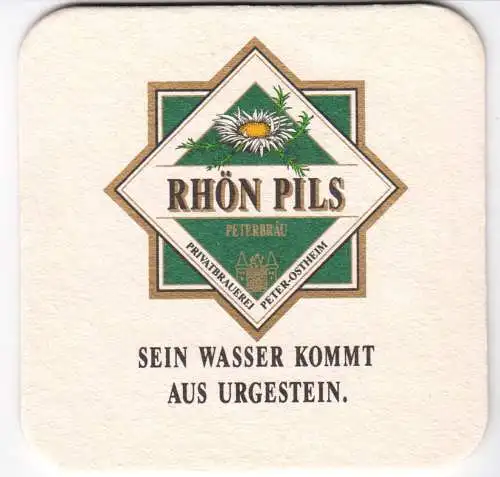 RHÖN PILS
PETERBRÄU
PRIVATBRAUEREI
PETER-OSTHEIM
SEIN WASSER KOMMT
AUS URGESTEIN.